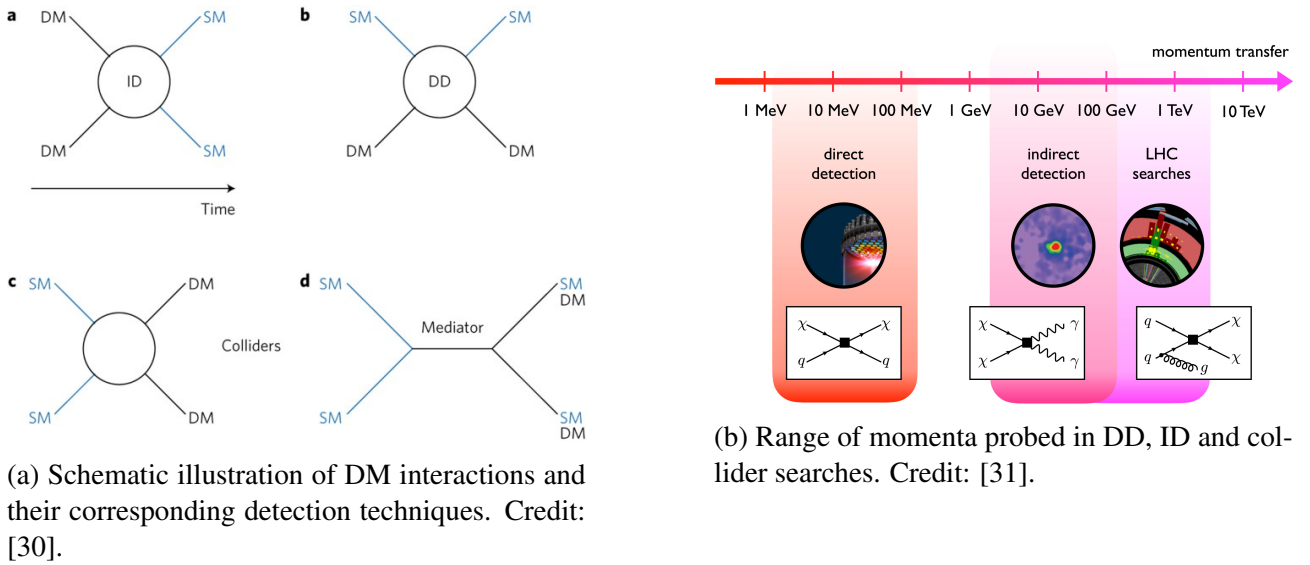 a
DM
SM
ID
DM
SM
Time
b
SM
SM
DD
DM
DM
c
SM
DM
SM
DM
Colliders
d
SM
SM
DM
Mediator
SM
SM
DM
(a) Schematic illustration of DM interactions and
their corresponding detection techniques. Credit:
[30].
momentum transfer
1 MeV 10 MeV 100 MeV 1 GeV 10 GeV 100 GeV 1 TeV 10 TeV
direct
detection
indirect
detection
LHC
searches
χ χ
q q
χ γ
χ γ
q χ
q g χ
(b) Range of momenta probed in DD, ID and col-
lider searches. Credit: [31].